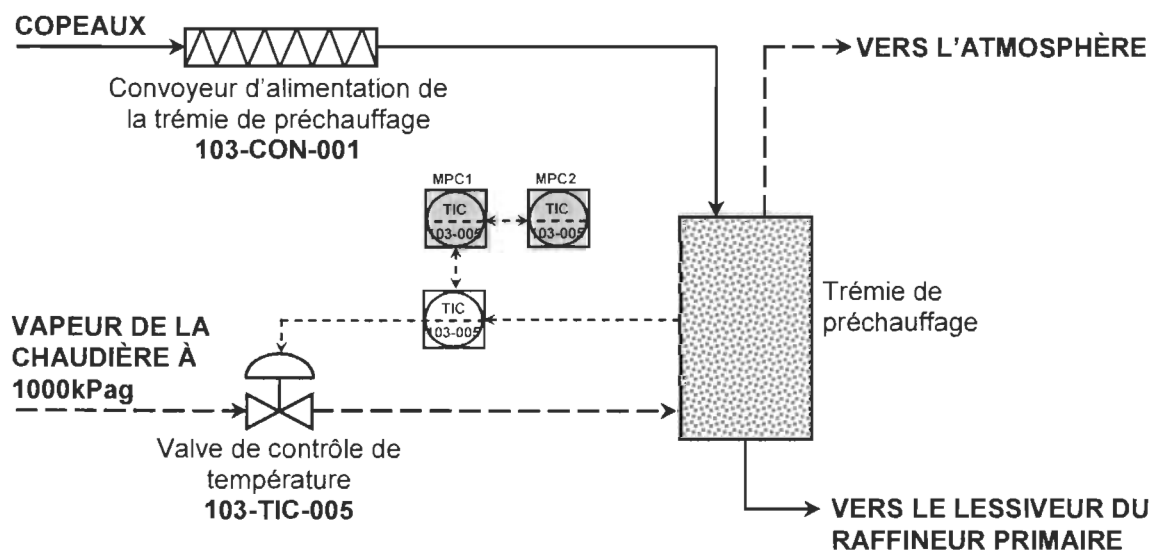 COPEAUX
VERS L'ATMOSPHÈRE
Convoyeur d'alimentation de
la trémie de préchauffage
103-CON-001
MPC1
MPC2
TIC
103-005
TIC
103-005
TIC
103-005
Trémie de
préchauffage
VAPEUR DE LA
CHAUDIÈRE À
1000kPag
Valve de contrôle de
température
103-TIC-005
VERS LE LESSIVEUR DU
RAFFINEUR PRIMAIRE